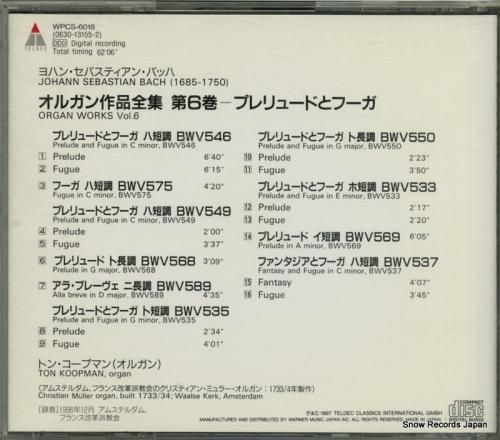 WPCS-6018
(0630-13155-2)
DDD Digital recording
Total timing 62'06"
TELDEC
ヨハン・セバスティアン・バッハ
JOHANN SEBASTIAN BACH (1685-1750)
オルガン作品全集 第6巻－プレリュードとフーガ
ORGAN WORKS Vol.6
プレリュードとフーガ ハ短調 BWV546
Prelude and Fugue in C minor, BWV546
1 Prelude 6'40"
2 Fugue 6'15"
3 フーガ ハ短調 BWV575 4'20"
Fugue in C minor, BWV575
プレリュードとフーガ ハ短調 BWV549
Prelude and Fugue in C minor, BWV549
4 Prelude 2'00"
5 Fugue 3'37"
6 プレリュード ト長調 BWV568 3'09"
Prelude in G major, BWV568
7 アラ・ブレーヴェ ニ長調 BWV589
Alla breve in D major, BWV589 4'35"
プレリュードとフーガ ト短調 BWV535
Prelude and Fugue in G minor, BWV535
8 Prelude 2'34"
9 Fugue 4'01"
プレリュードとフーガ ト長調 BWV550
Prelude and Fugue in G major, BWV550
10 Prelude 2'23"
11 Fugue 3'50"
プレリュードとフーガ ホ短調 BWV533
Prelude and Fugue in E minor, BWV533
12 Prelude 2'17"
13 Fugue 2'20"
14 プレリュード イ短調 BWV569 6'05"
Prelude in A minor, BWV569
ファンタジアとフーガ ハ短調 BWV537
Fantasy and Fugue in C minor, BWV537
15 Fantasy 4'07"
16 Fugue 3'45"
トン・コープマン(オルガン)
TON KOOPMAN, organ
(アムステルダム、フランス改革派教会のクリスティアン・ミュラー・オルガン：1733/4年製作)
Christian Müller organ, built 1733/34; Waalse Kerk, Amsterdam
[録音] 1996年12月 アムステルダム、
フランス改革派教会
℗&© 1997 TELDEC CLASSICS INTERNATIONAL GMBH
MANUFACTURED AND DISTRIBUTED BY WARNER MUSIC JAPAN INC. MADE IN JAPAN
COMPACT
disc
DIGITAL AUDIO
Snow Records Japan